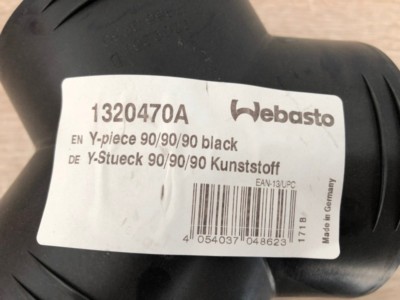 1320470A
Webasto
EN Y-piece 90/90/90 black
DE Y-Stueck 90/90/90 Kunststoff
EAN-13/UPC
4 054037 048623
1718
Made in Germany